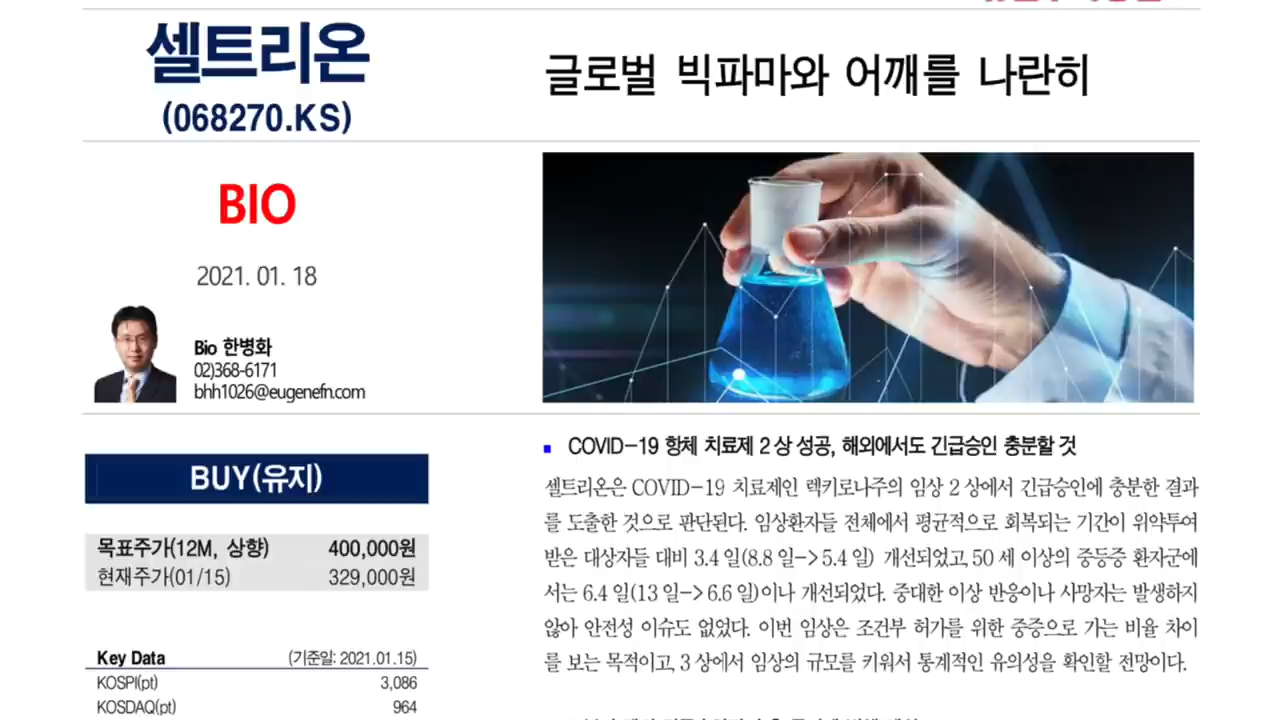 셀트리온
(068270.KS)
글로벌 빅파마와 어깨를 나란히
BIO
2021. 01. 18
Bio 한병화
02)368-6171
bhh1026@eugenefn.com
BUY(유지)
목표주가(12M, 상향) 400,000원
현재주가(01/15) 329,000원
Key Data (기준일: 2021.01.15)
KOSPI(pt) 3,086
KOSDAQ(pt) 964
COVID-19 항체 치료제 2상 성공, 해외에서도 긴급승인 충분할 것
셀트리온은 COVID-19 치료제인 렉키로나주의 임상 2상에서 긴급승인에 충분한 결과
를 도출한 것으로 판단된다. 임상환자들 전체에서 평균적으로 회복되는 기간이 위약투여
받은 대상자들 대비 3.4일(8.8일->5.4일) 개선되었고, 50세 이상의 중등증 환자군에
서는 6.4일(13일->6.6일)이나 개선되었다. 중대한 이상 반응이나 사망자는 발생하지
않아 안전성 이슈도 없었다. 이번 임상은 조건부 허가를 위한 중증으로 가는 비율 차이
를 보는 목적이고, 3상에서 임상의 규모를 키워서 통계적인 유의성을 확인할 전망이다.